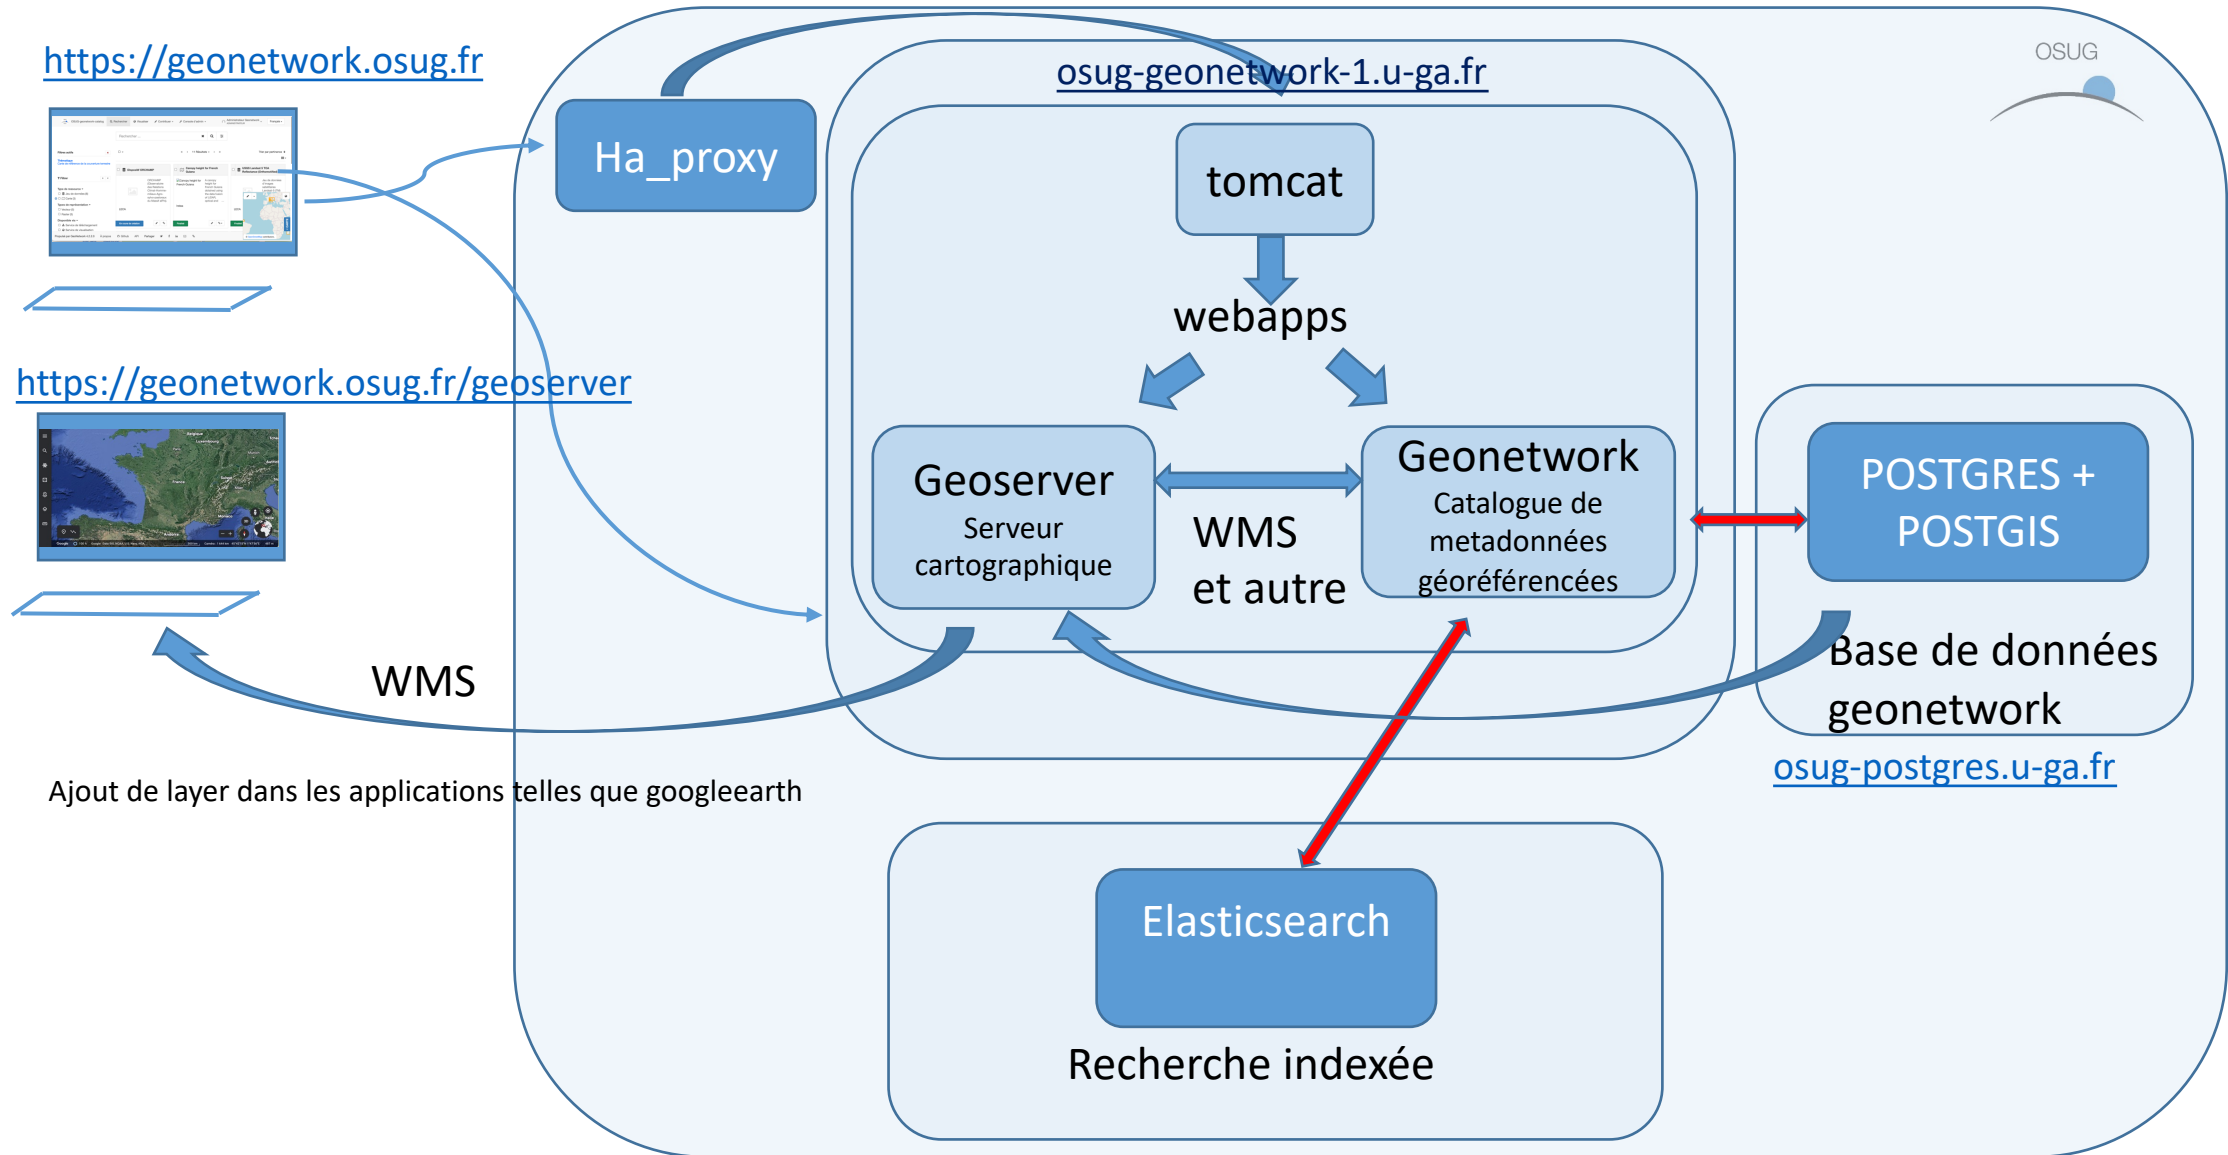 https://geonetwork.osug.fr
https://geonetwork.osug.fr/geoserver
WMS
Ajout de layer dans les applications telles que googleearth
Ha_proxy
osug-geonetwork-1.u-ga.fr
OSUG
tomcat
webapps
Geoserver
Serveur
cartographique
WMS
et autre
Geonetwork
Catalogue de
metadonnées
géoréférencées
POSTGRES +
POSTGIS
Base de données
geonetwork
osug-postgres.u-ga.fr
Elasticsearch
Recherche indexée